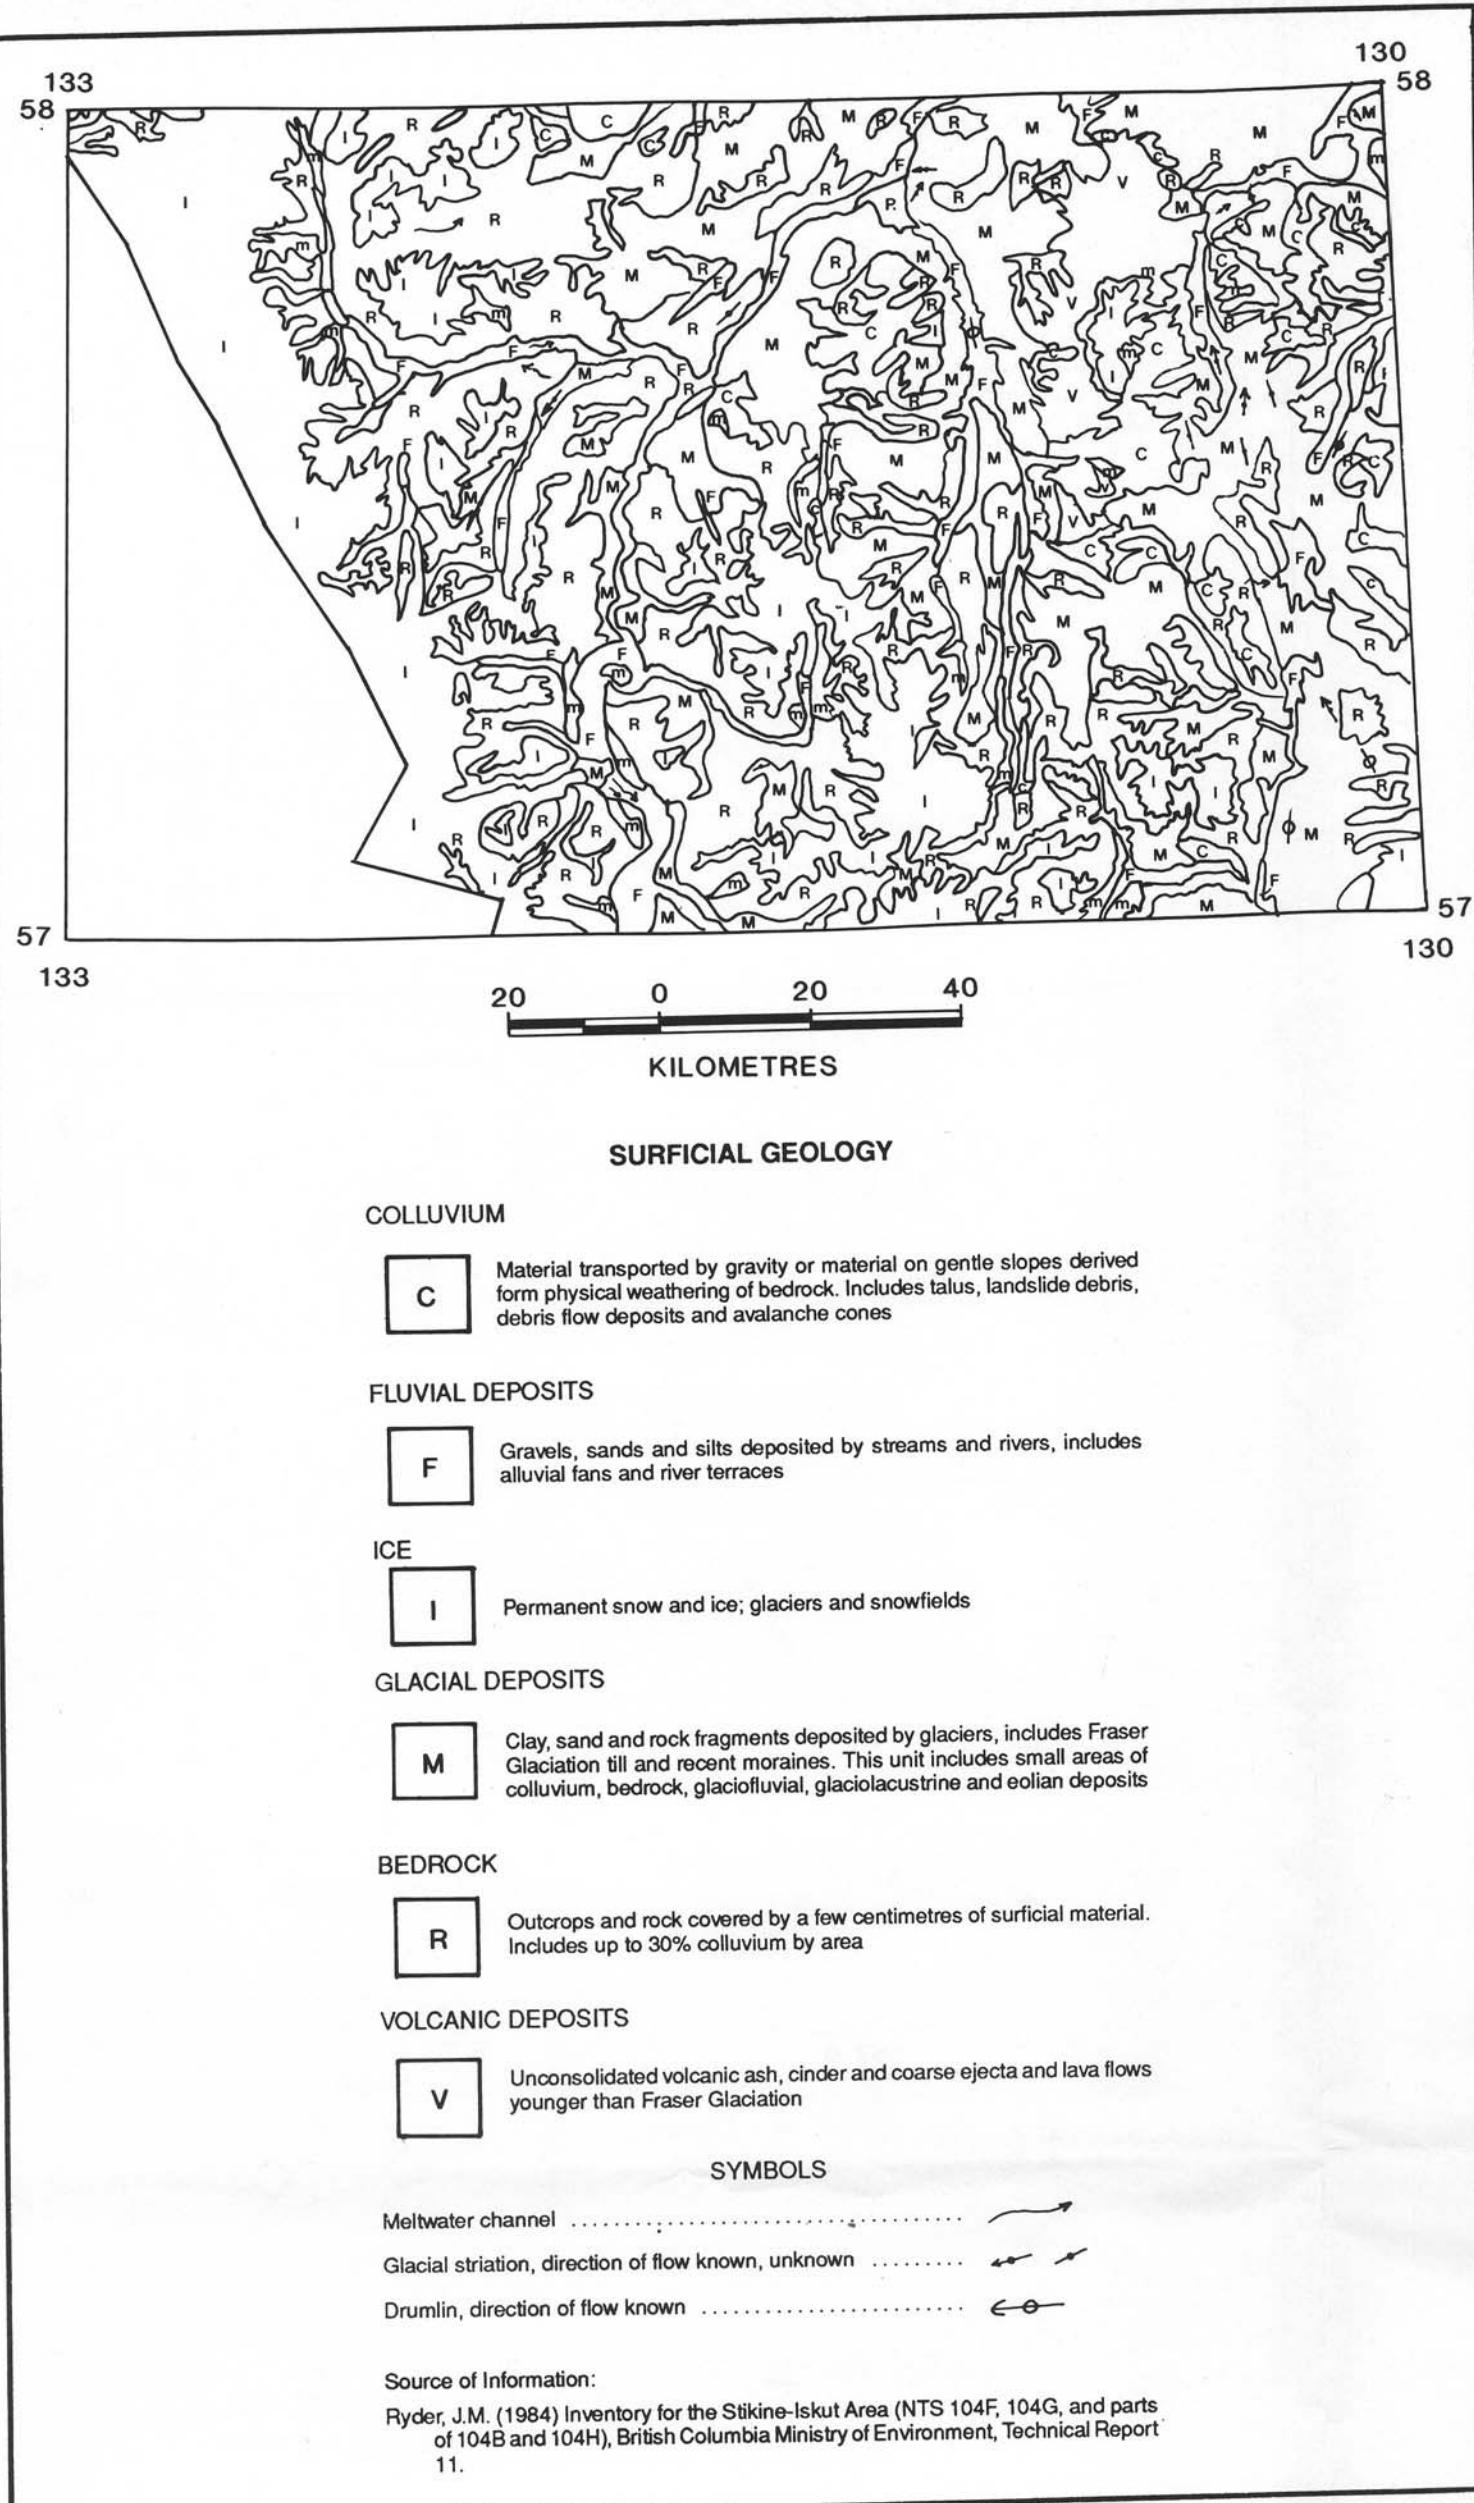 133
130
58
58
57
57
133
130
20 0 20 40
KILOMETRES
SURFICIAL GEOLOGY
COLLUVIUM
C
Material transported by gravity or material on gentle slopes derived
form physical weathering of bedrock. Includes talus, landslide debris,
debris flow deposits and avalanche cones
FLUVIAL DEPOSITS
F
Gravels, sands and silts deposited by streams and rivers, includes
alluvial fans and river terraces
ICE
I
Permanent snow and ice; glaciers and snowfields
GLACIAL DEPOSITS
M
Clay, sand and rock fragments deposited by glaciers, includes Fraser
Glaciation till and recent moraines. This unit includes small areas of
colluvium, bedrock, glaciofluvial, glaciolacustrine and eolian deposits
BEDROCK
R
Outcrops and rock covered by a few centimetres of surficial material.
Includes up to 30% colluvium by area
VOLCANIC DEPOSITS
V
Unconsolidated volcanic ash, cinder and coarse ejecta and lava flows
younger than Fraser Glaciation
SYMBOLS
Meltwater channel
Glacial striation, direction of flow known, unknown
Drumlin, direction of flow known
Source of Information:
Ryder, J.M. (1984) Inventory for the Stikine-Iskut Area (NTS 104F, 104G, and parts
of 104B and 104H), British Columbia Ministry of Environment, Technical Report
11.